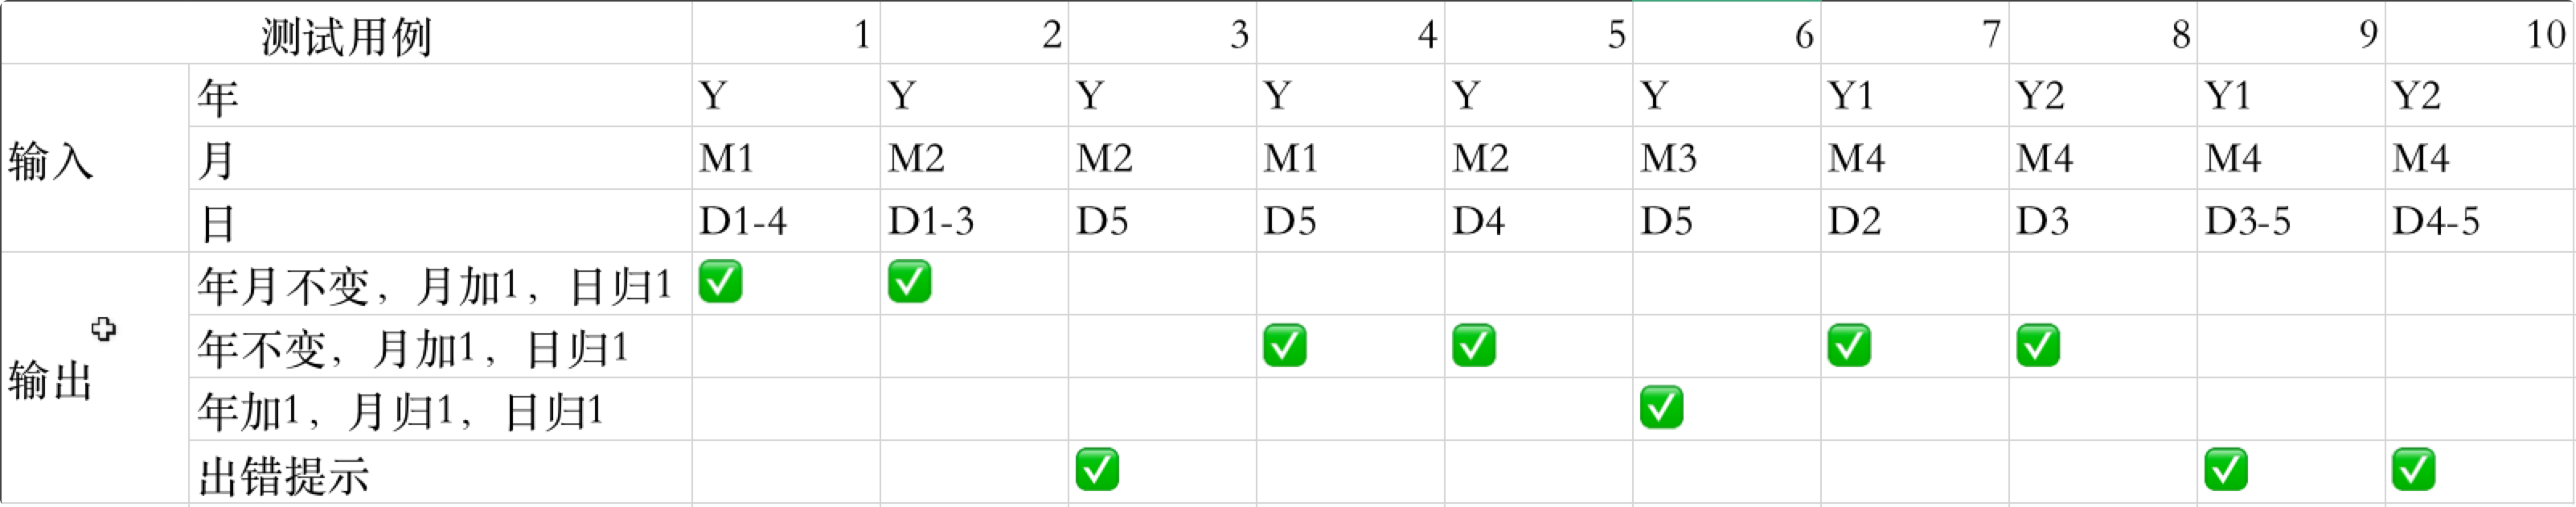 测试用例 1 2 3 4 5 6 7 8 9 10
输入 年 Y Y Y Y Y Y Y1 Y2 Y1 Y2
月 M1 M2 M2 M1 M2 M3 M4 M4 M4 M4
日 D1-4 D1-3 D5 D5 D4 D5 D2 D3 D3-5 D4-5
输出 年月不变，月加1，日归1 ✅ ✅
年不变，月加1，日归1 ✅ ✅ ✅ ✅
年加1，月归1，日归1 ✅
出错提示 ✅ ✅ ✅